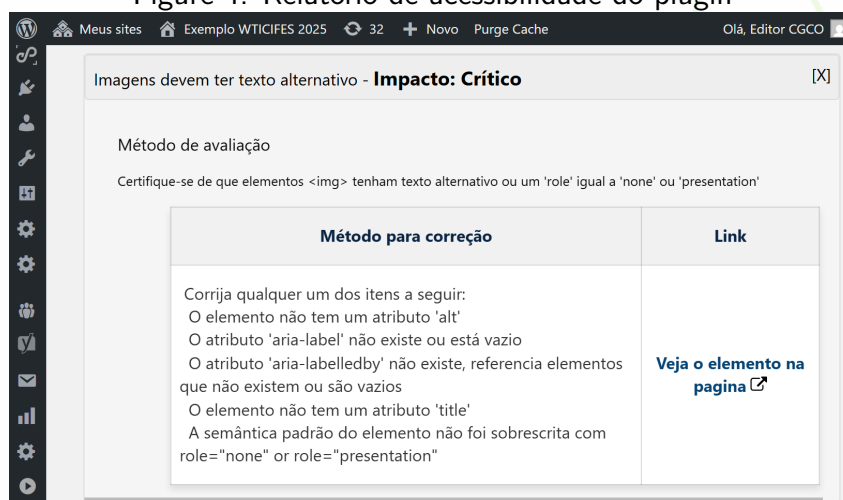 Figure 4: Relatório de acessibilidade do plugin
Meus sites Exemplo WTICIFES 2025 32 Novo Purge Cache Olá, Editor CGCO
Imagens devem ter texto alternativo - Impacto: Crítico [X]
Método de avaliação
Certifique-se de que elementos <img> tenham texto alternativo ou um 'role' igual a 'none' ou 'presentation'
Método para correção Link
Corrija qualquer um dos itens a seguir:
O elemento não tem um atributo 'alt'
O atributo 'aria-label' não existe ou está vazio
O atributo 'aria-labelledby' não existe, referencia elementos
que não existem ou são vazios
O elemento não tem um atributo 'title'
A semântica padrão do elemento não foi sobrescrita com
role="none" or role="presentation"
Veja o elemento na
pagina